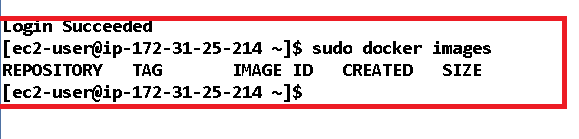 Login Succeeded
[ec2-user@ip-172-31-25-214 ~]$ sudo docker images
REPOSITORY TAG IMAGE ID CREATED SIZE
[ec2-user@ip-172-31-25-214 ~]$